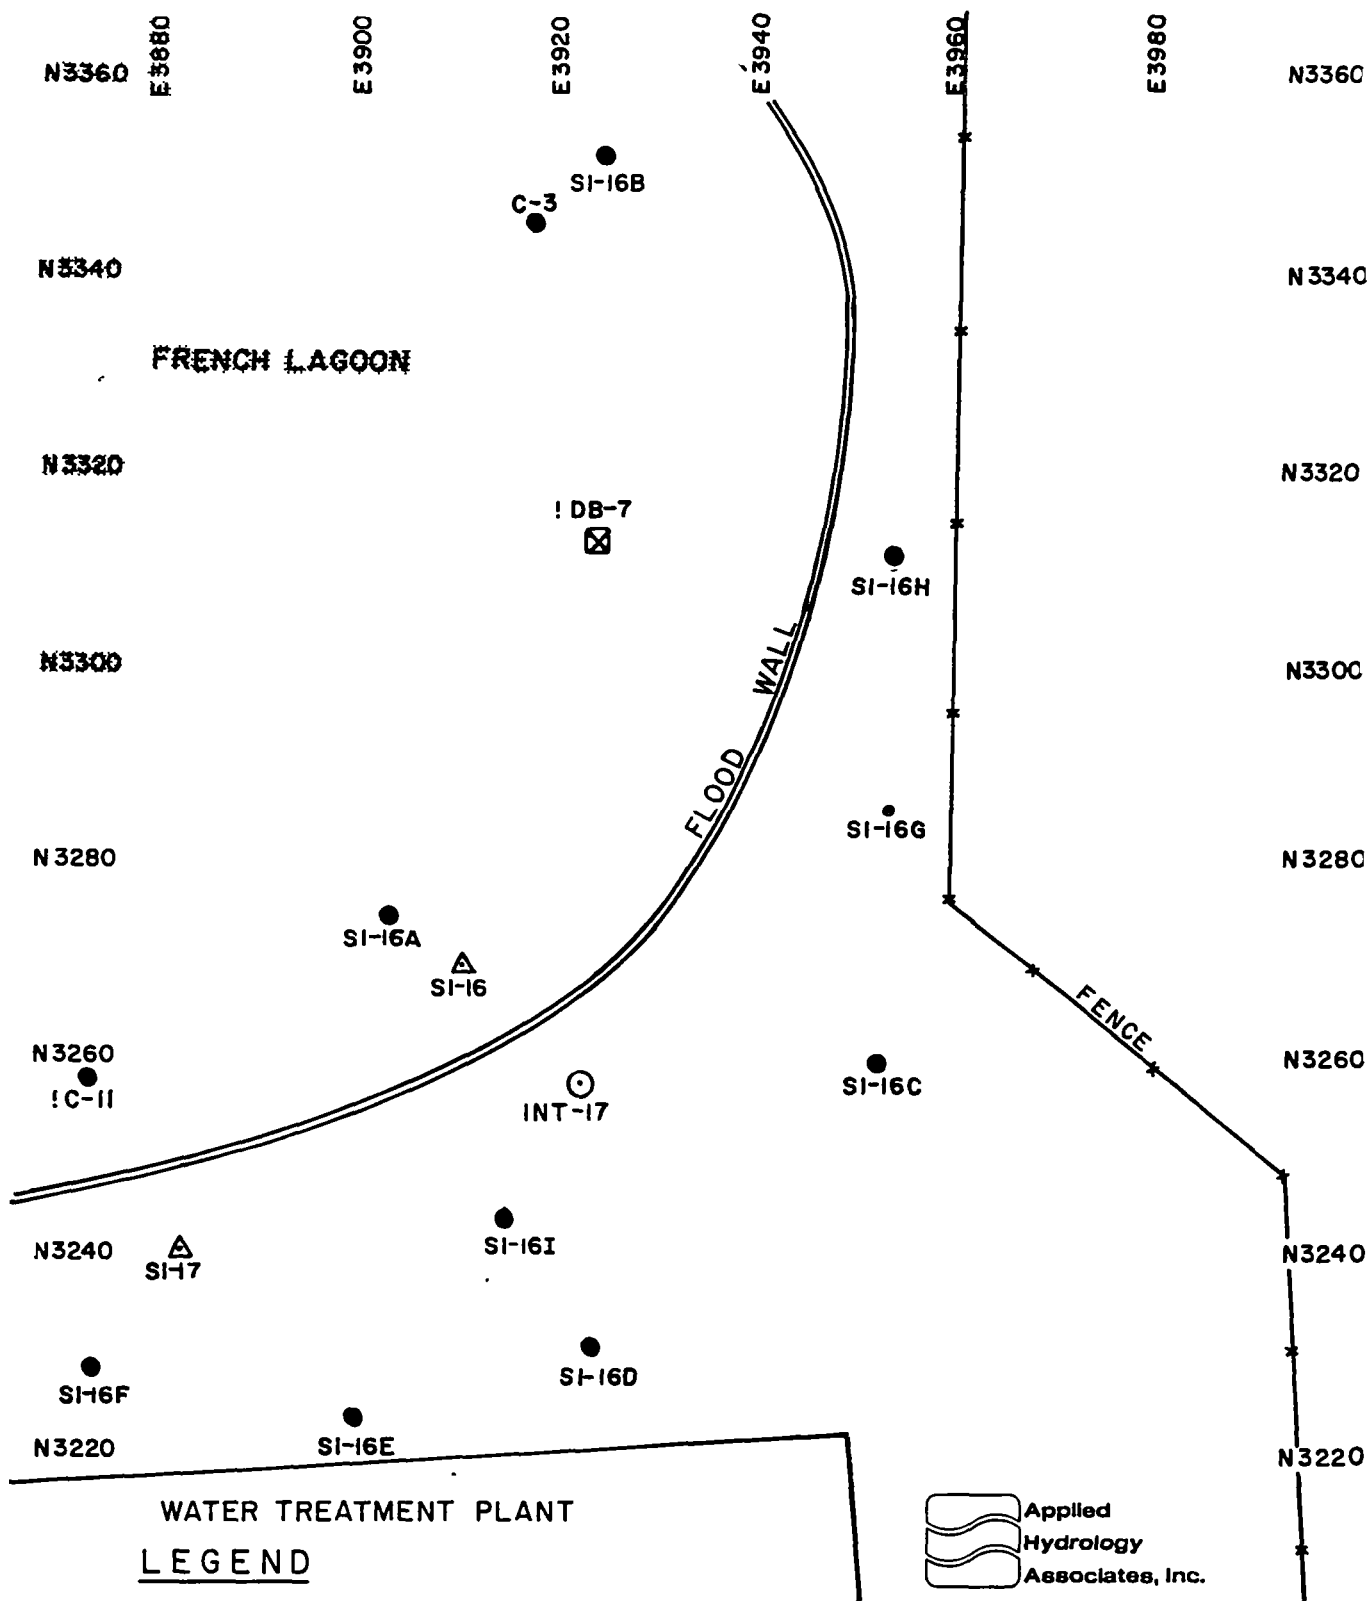 E3880
E3900
E3920
E3940
E3960
E3980
N3360
N3360
SI-16B
C-3
N3340
N3340
FRENCH LAGOON
N3320
N3320
! DB-7
SI-16H
N3300
N3300
FLOOD WALL
SI-16G
N3280
N3280
SI-16A
SI-16
FENCE
N3260
N3260
! C-11
INT-17
SI-16C
N3240
N3240
SI-17
SI-16I
SI-16F
SI-16D
N3220
N3220
SI-16E
WATER TREATMENT PLANT
LEGEND
Applied
Hydrology
Associates, Inc.